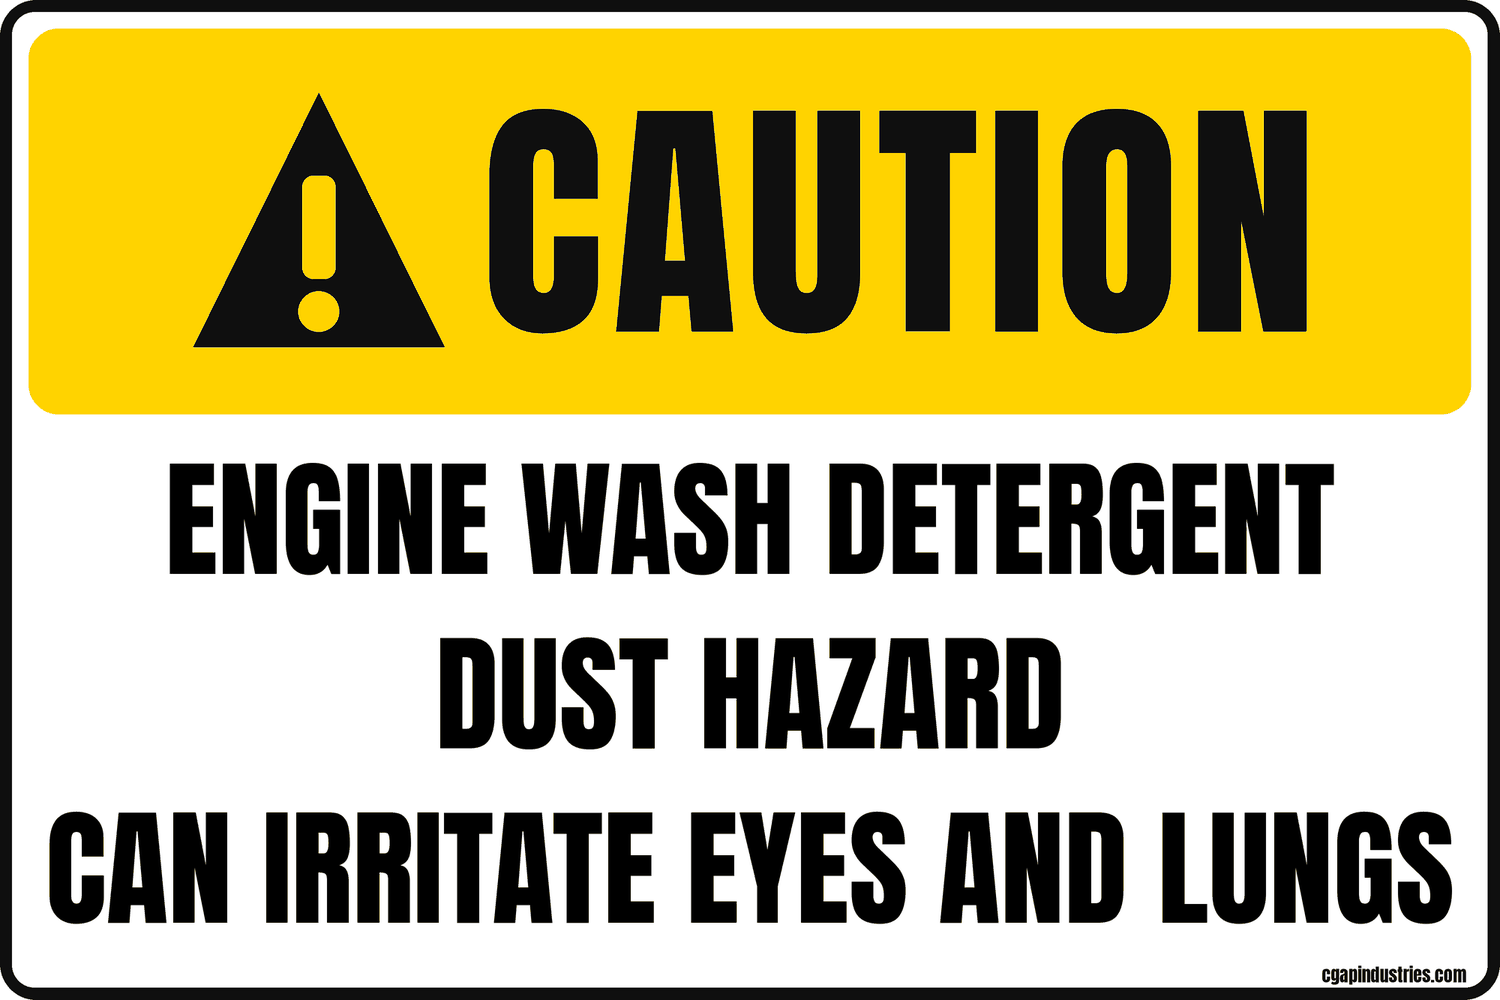 CAUTION
ENGINE WASH DETERGENT
DUST HAZARD
CAN IRRITATE EYES AND LUNGS
cgapindustries.com